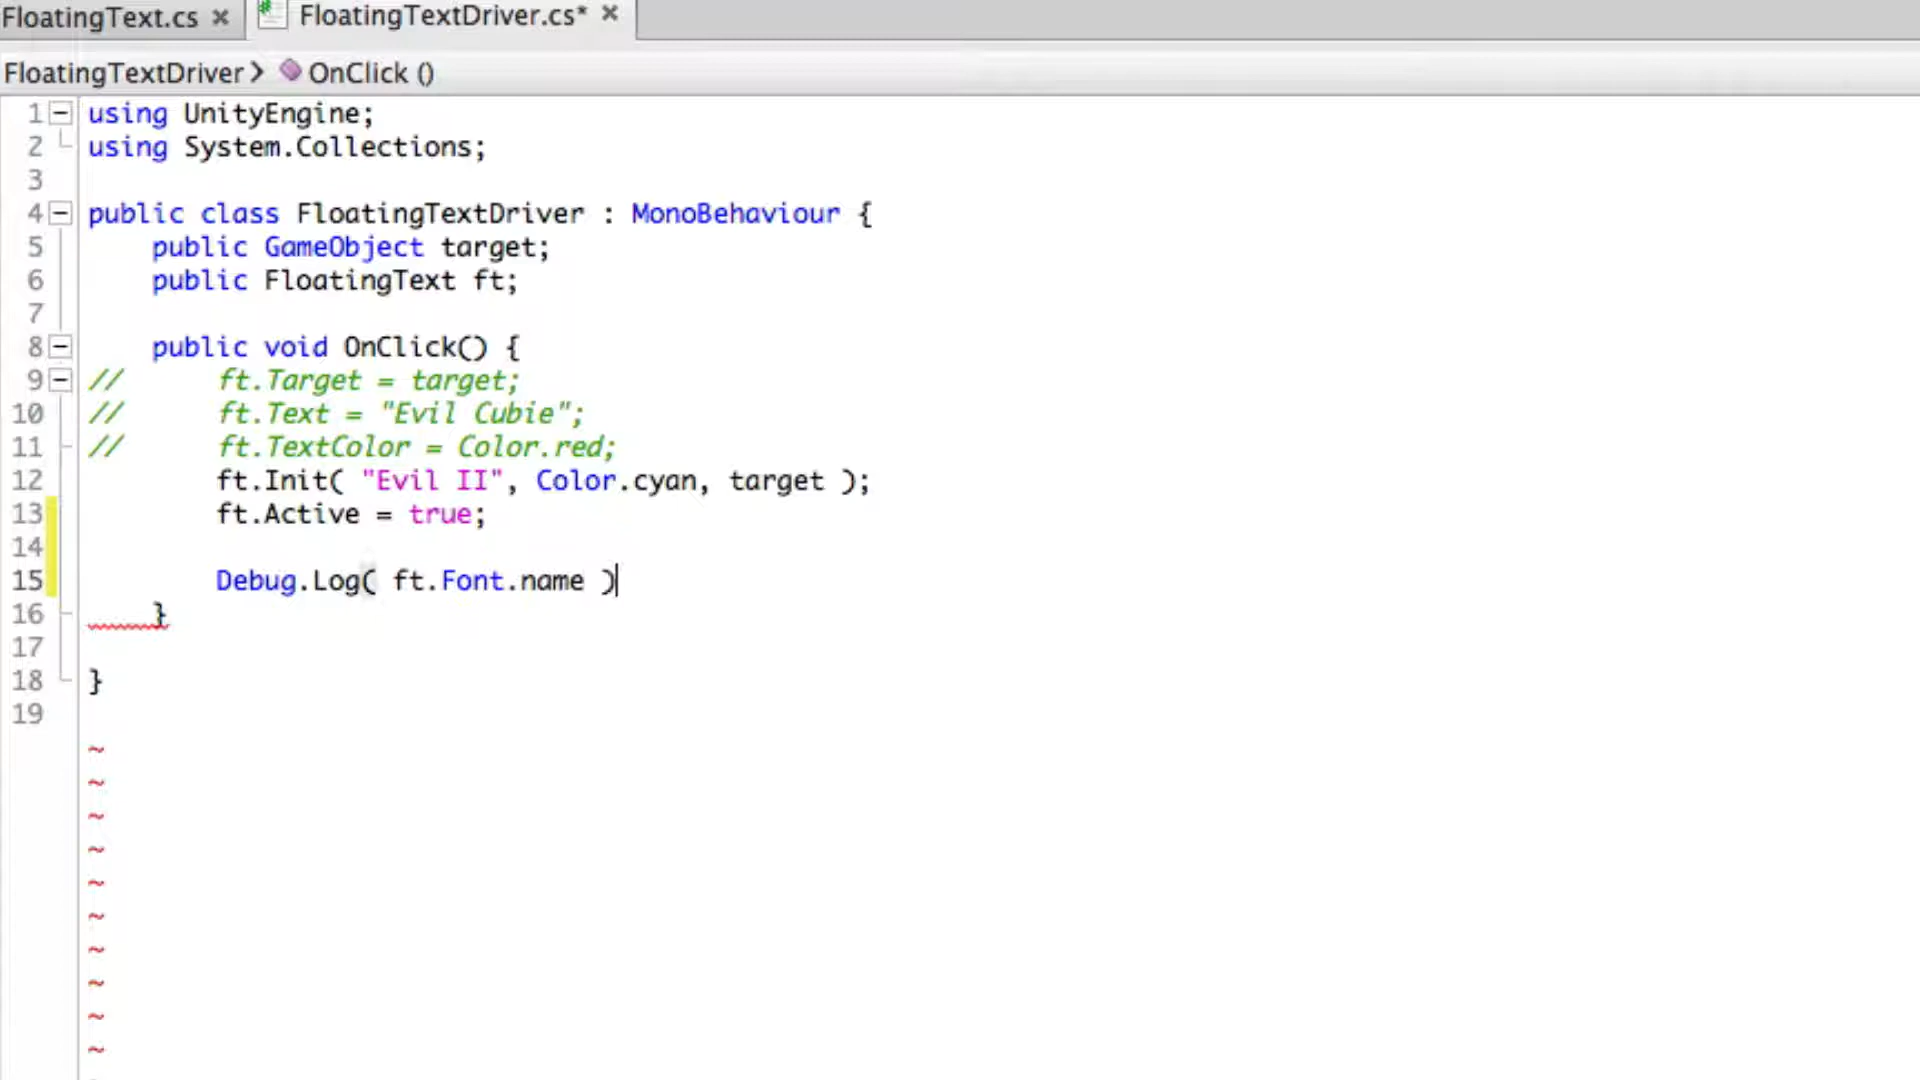 FloatingText.cs ×
FloatingTextDriver.cs* ×
FloatingTextDriver > OnClick ()
1 using UnityEngine;
2 using System.Collections;
3
4 public class FloatingTextDriver : MonoBehaviour {
5 public GameObject target;
6 public FloatingText ft;
7
8 public void OnClick() {
9 // ft.Target = target;
10 // ft.Text = "Evil Cubie";
11 // ft.TextColor = Color.red;
12 ft.Init( "Evil II", Color.cyan, target );
13 ft.Active = true;
14
15 Debug.Log( ft.Font.name )
16 }
17
18 }
19
~
~
~
~
~
~
~
~
~
~